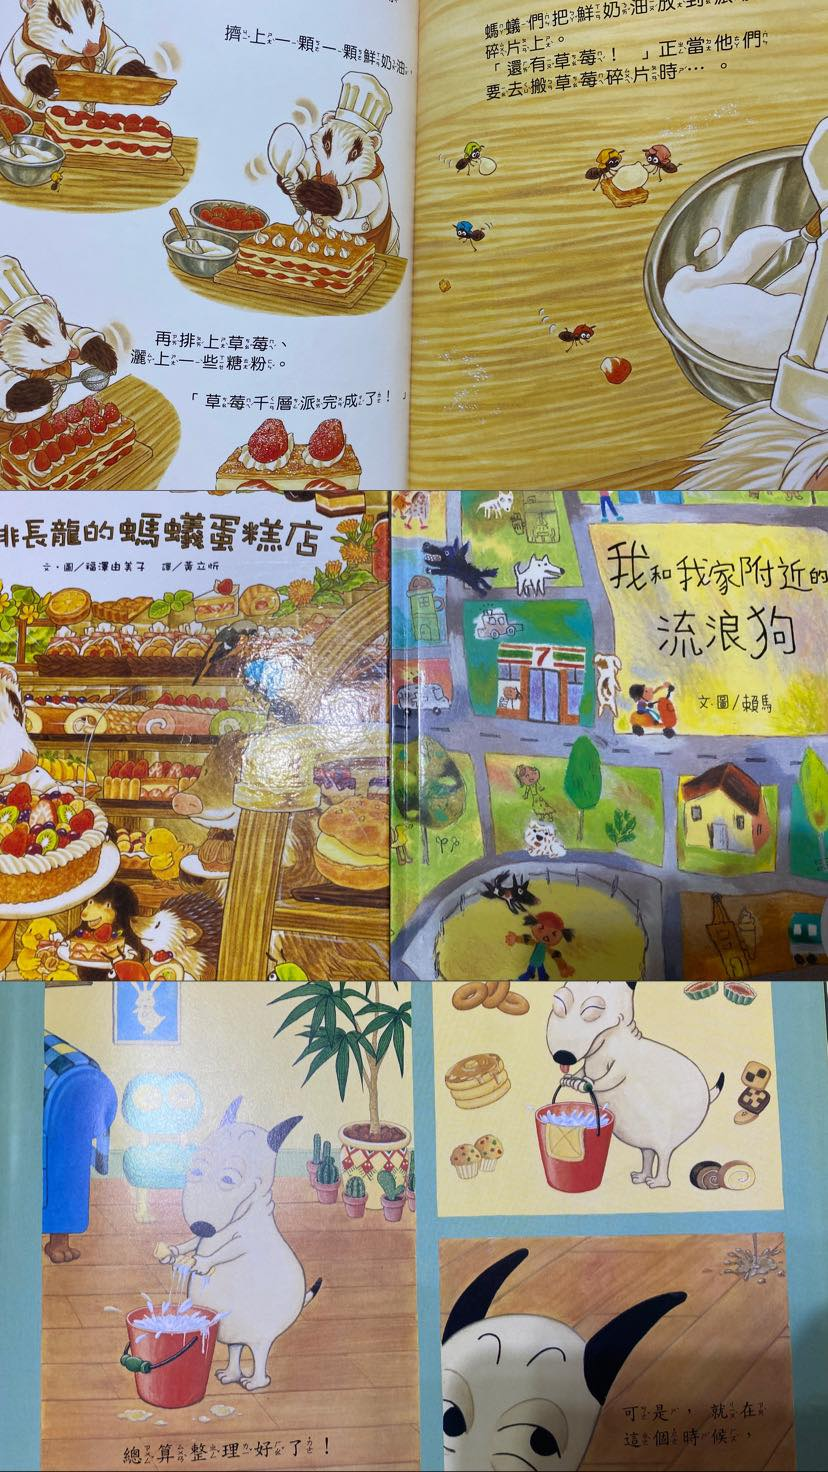 擠上一顆一顆鮮奶油，
再排上草莓、
灑上一些糖粉。
「草莓千層派完成了！」
螞蟻們把鮮奶油放到派
碎片上。
「還有草莓！」正當他們
要去搬草莓碎片時…。
排長龍的螞蟻蛋糕店
文・圖／福澤由美子 譯／黃立忻
我和我家附近的
流浪狗
文・圖／賴馬
7
總算整理好了！
可是，就在
這個時候，